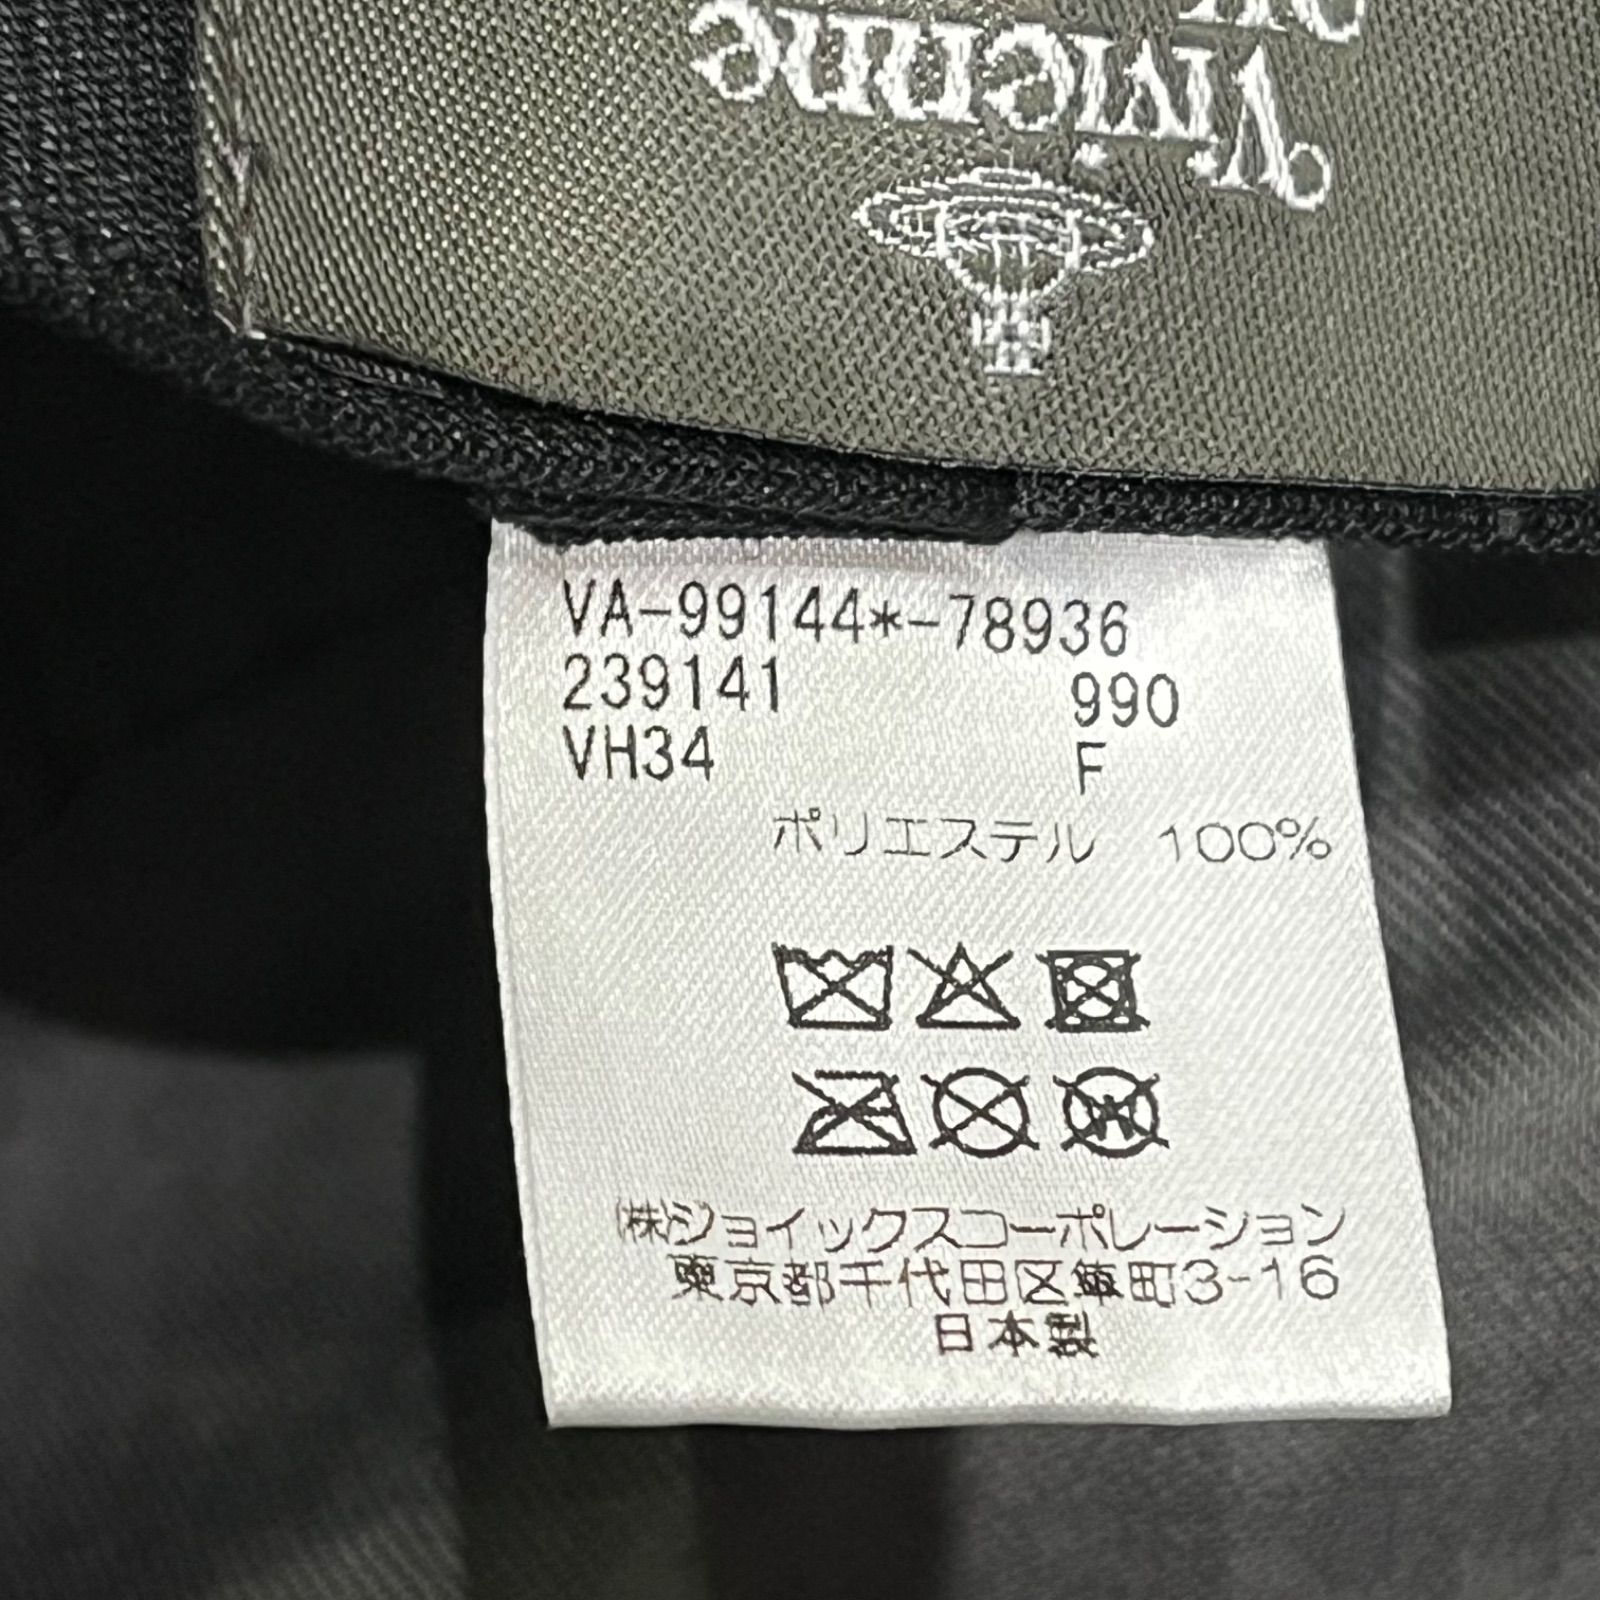 Vivienne
VA-99144*-78936
239141 990
VH34 F
ポリエステル 100%
㈱ジョイックスコーポレーション
東京都千代田区隼町3-16
日本製